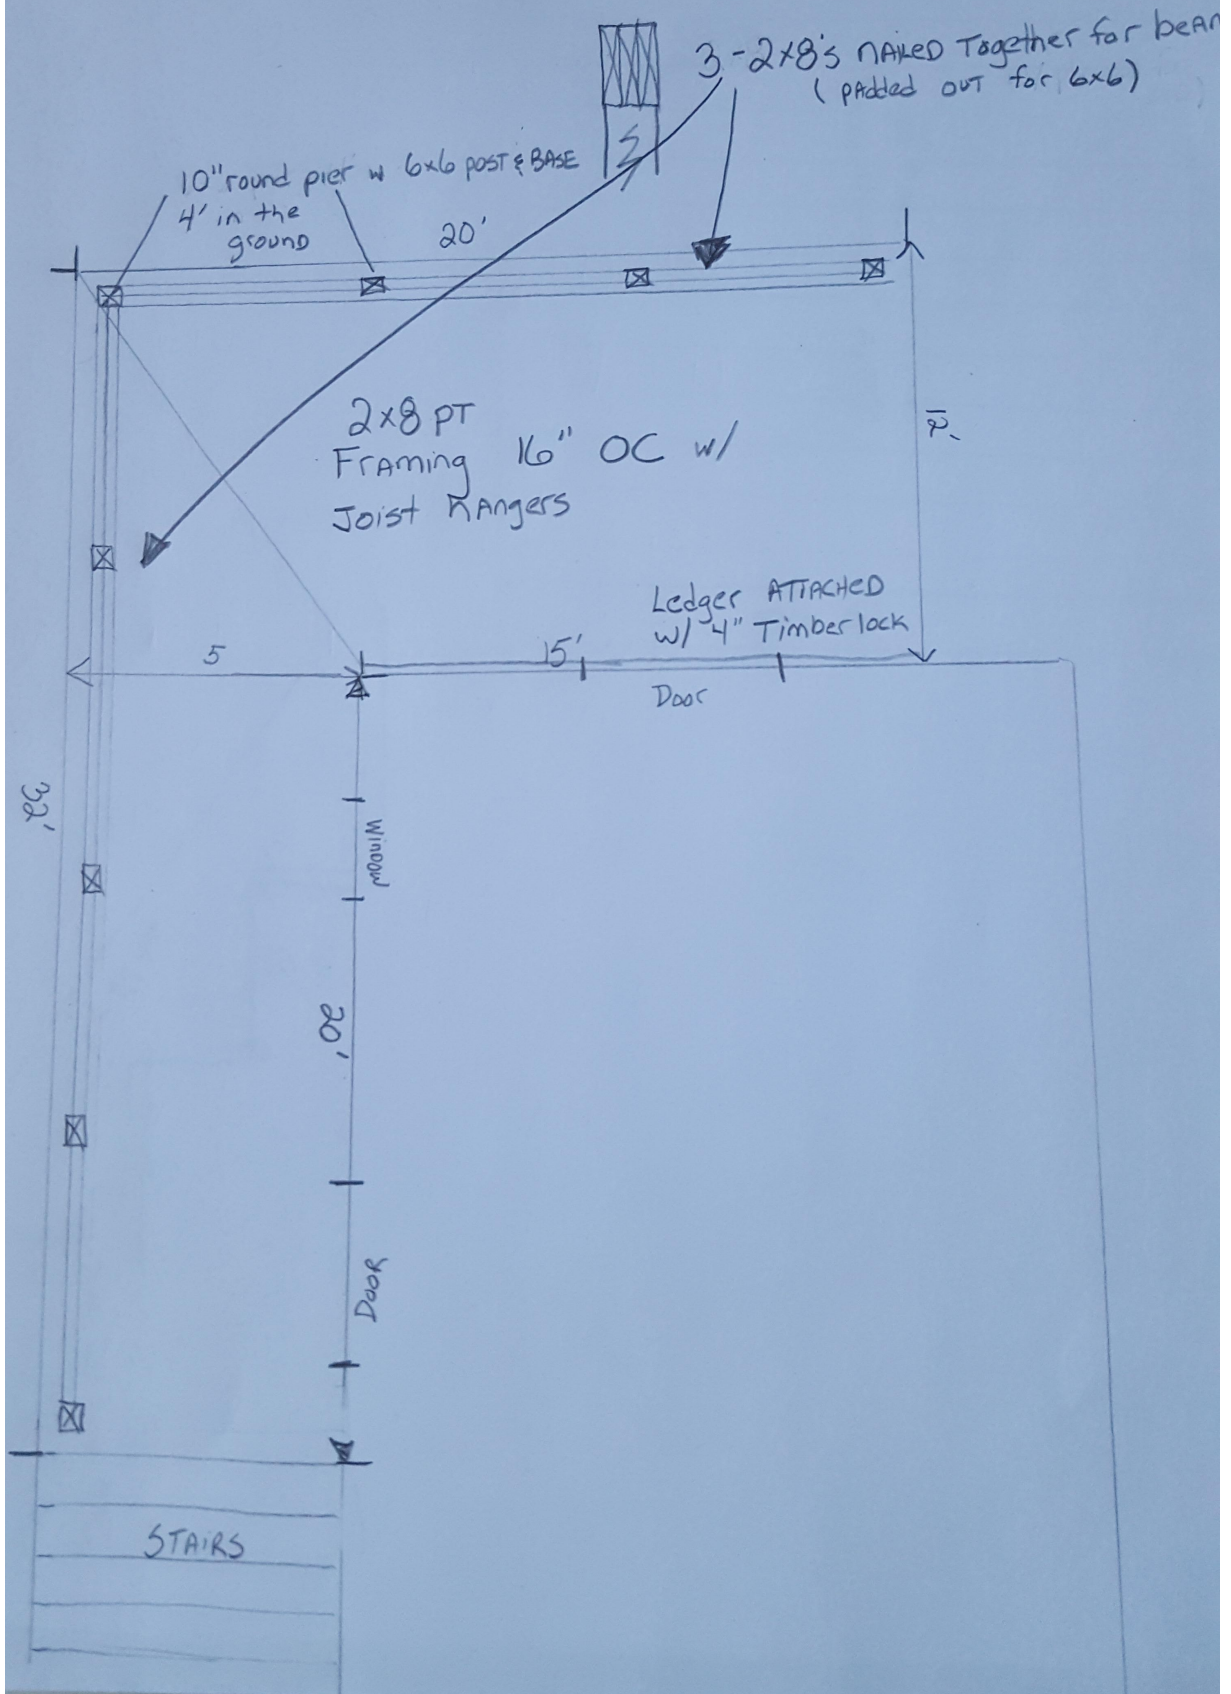 3-2x8's nailed Together for beam
(padded out for 6x6)
10" round pier w 6x6 post & BASE
4' in the
ground
20'
2x8 PT
Framing 16" OC w/
Joist Hangers
12'
Ledger ATTACHED
w/ 4" Timberlock
5
15'
Door
32'
Window
20'
Door
STAIRS